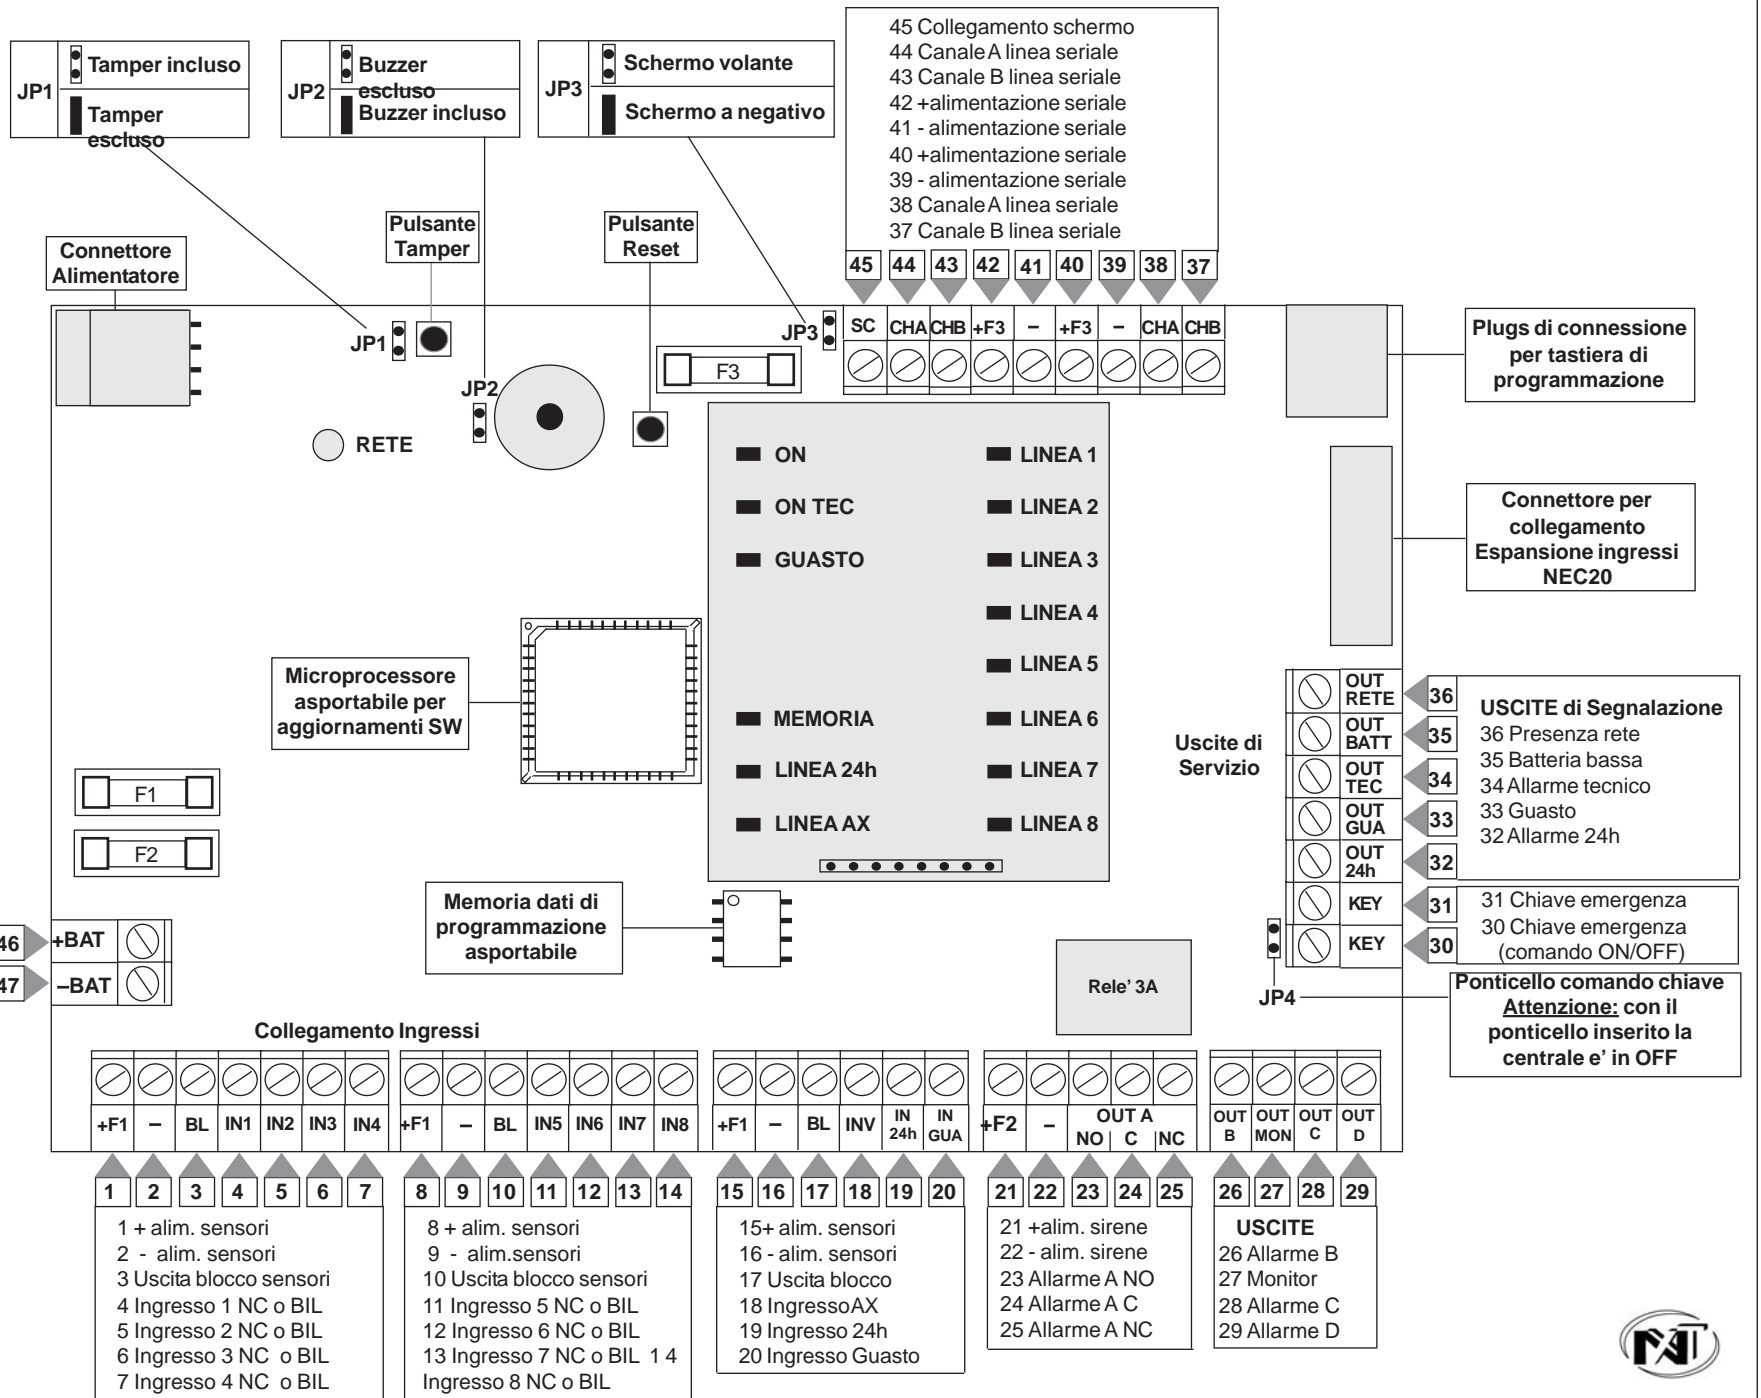 JP1
Tamper incluso
Tamper
escluso
JP2
Buzzer
escluso
Buzzer incluso
JP3
Schermo volante
Schermo a negativo
45 Collegamento schermo
44 Canale A linea seriale
43 Canale B linea seriale
42 +alimentazione seriale
41 - alimentazione seriale
40 +alimentazione seriale
39 - alimentazione seriale
38 Canale A linea seriale
37 Canale B linea seriale
Connettore
Alimentatore
Pulsante
Tamper
Pulsante
Reset
45 44 43 42 41 40 39 38 37
JP1
JP2
JP3
SC CHA CHB +F3 – +F3 – CHA CHB
F3
RETE
Plugs di connessione
per tastiera di
programmazione
ON
ON TEC
GUASTO
MEMORIA
LINEA 24h
LINEA AX
LINEA 1
LINEA 2
LINEA 3
LINEA 4
LINEA 5
LINEA 6
LINEA 7
LINEA 8
Connettore per
collegamento
Espansione ingressi
NEC20
Microprocessore
asportabile per
aggiornamenti SW
F1
F2
Memoria dati di
programmazione
asportabile
Uscite di
Servizio
OUT
RETE
36
OUT
BATT
35
OUT
TEC
34
OUT
GUA
33
OUT
24h
32
KEY
31
KEY
30
USCITE di Segnalazione
36 Presenza rete
35 Batteria bassa
34 Allarme tecnico
33 Guasto
32 Allarme 24h
31 Chiave emergenza
30 Chiave emergenza
(comando ON/OFF)
JP4
Ponticello comando chiave
Attenzione: con il
ponticello inserito la
centrale e' in OFF
46
+BAT
47
–BAT
Rele' 3A
Collegamento Ingressi
+F1 – BL IN1 IN2 IN3 IN4
+F1 – BL IN5 IN6 IN7 IN8
+F1 – BL INV IN 24h IN GUA
+F2 – OUT A
NO C NC
OUT B OUT MON OUT C OUT D
1 2 3 4 5 6 7
8 9 10 11 12 13 14
15 16 17 18 19 20
21 22 23 24 25
26 27 28 29
1 + alim. sensori
2 - alim. sensori
3 Uscita blocco sensori
4 Ingresso 1 NC o BIL
5 Ingresso 2 NC o BIL
6 Ingresso 3 NC o BIL
7 Ingresso 4 NC o BIL
8 + alim. sensori
9 - alim.sensori
10 Uscita blocco sensori
11 Ingresso 5 NC o BIL
12 Ingresso 6 NC o BIL
13 Ingresso 7 NC o BIL 1 4
Ingresso 8 NC o BIL
15+ alim. sensori
16 - alim. sensori
17 Uscita blocco
18 IngressoAX
19 Ingresso 24h
20 Ingresso Guasto
21 +alim. sirene
22 - alim. sirene
23 Allarme A NO
24 Allarme A C
25 Allarme A NC
USCITE
26 Allarme B
27 Monitor
28 Allarme C
29 Allarme D